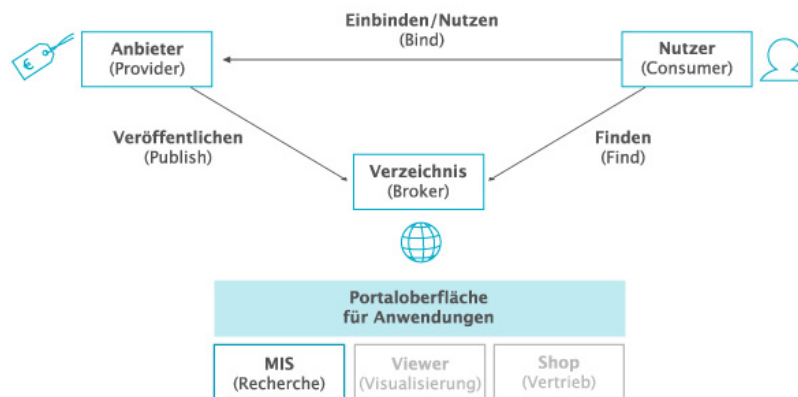 Einbinden/Nutzen
(Bind)
€
Anbieter
(Provider)
Nutzer
(Consumer)
Veröffentlichen
(Publish)
Finden
(Find)
Verzeichnis
(Broker)
Portaloberfläche
für Anwendungen
MIS
(Recherche)
Viewer
(Visualisierung)
Shop
(Vertrieb)